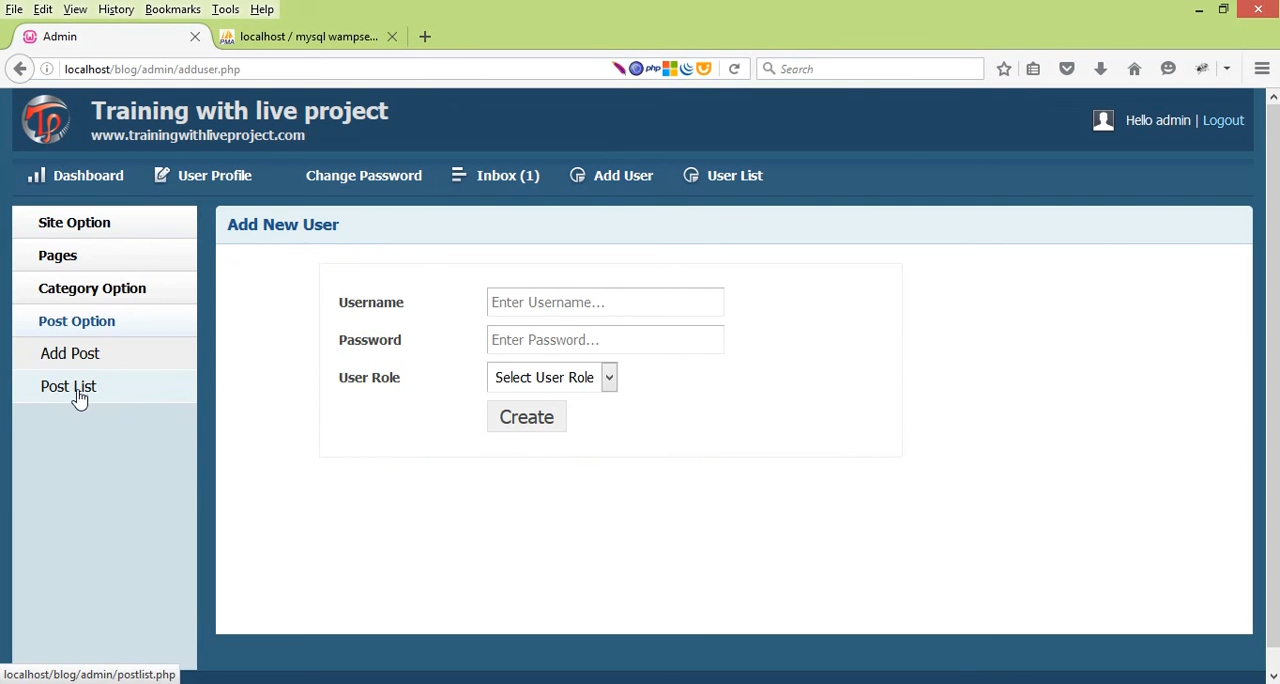 File Edit View History Bookmarks Tools Help
Admin
localhost / mysql wampse...
localhost/blog/admin/adduser.php
php
Search
Training with live project
www.trainingwithliveproject.com
Hello admin | Logout
Dashboard
User Profile
Change Password
Inbox (1)
Add User
User List
Site Option
Pages
Category Option
Post Option
Add Post
Post List
Add New User
Username
Enter Username...
Password
Enter Password...
User Role
Select User Role
Create
localhost/blog/admin/postlist.php